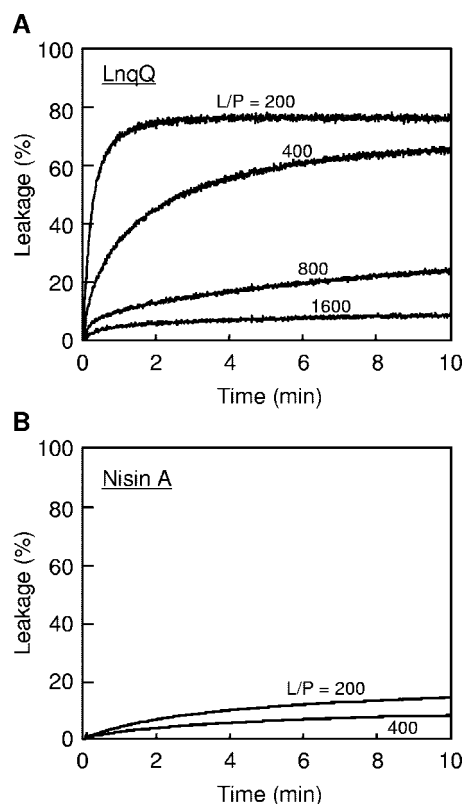 A
LnqQ
100
80
60
40
20
0
Leakage (%)
L/P = 200
400
800
1600
0 2 4 6 8 10
Time (min)
B
Nisin A
100
80
60
40
20
0
Leakage (%)
L/P = 200
400
0 2 4 6 8 10
Time (min)